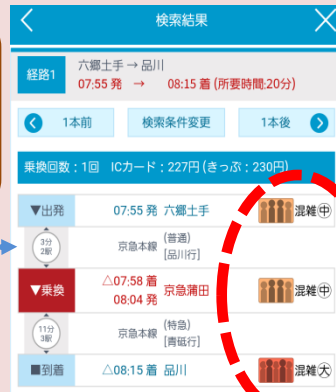 検索結果
経路1
六郷土手 → 品川
07:55 発 → 08:15 着 (所要時間:20分)
1本前
検索条件変更
1本後
乗換回数：1回 ICカード：227円 (きっぷ：230円)
▼出発 07:55 発 六郷土手 混雑㊥
3分
2駅
京急本線
(普通)
[品川行]
▼乗換
△07:58 着
08:04 発
京急蒲田
混雑㊥
11分
3駅
京急本線
(特急)
[青砥行]
■到着 △08:15 着 品川 混雑大